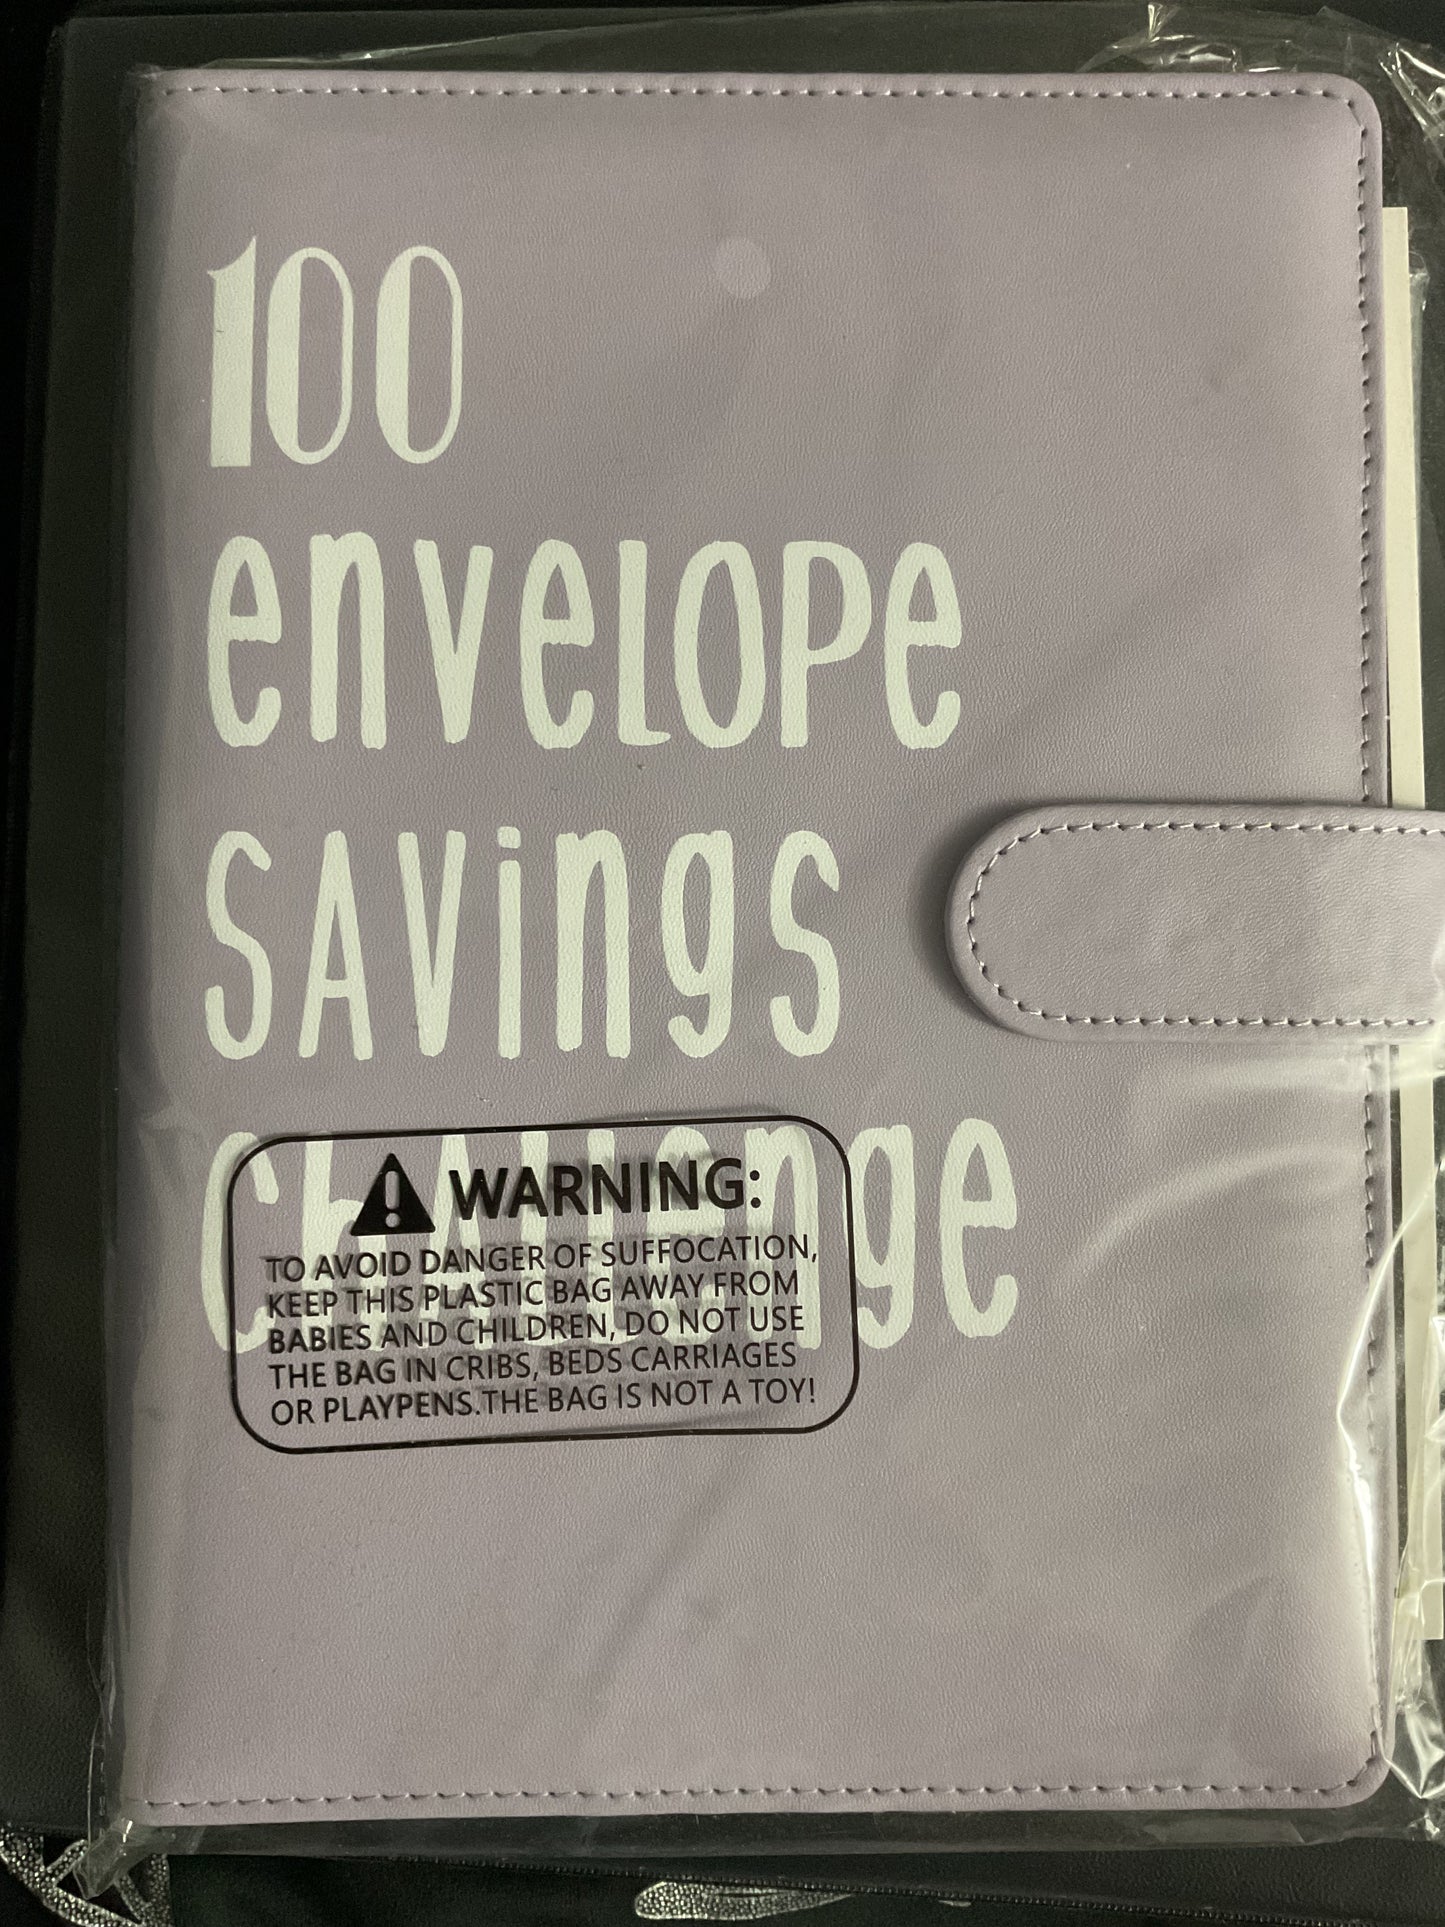 100
envelope
SAvings
ChAllenge
⚠ WARNING:
TO AVOID DANGER OF SUFFOCATION,
KEEP THIS PLASTIC BAG AWAY FROM
BABIES AND CHILDREN, DO NOT USE
THE BAG IN CRIBS, BEDS CARRIAGES
OR PLAYPENS.THE BAG IS NOT A TOY!